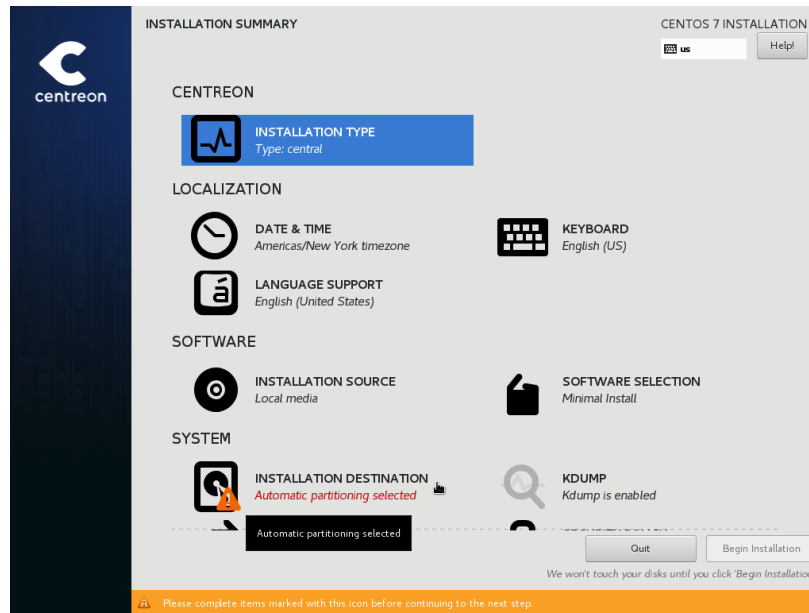 INSTALLATION SUMMARY
CENTOS 7 INSTALLATION
us
Help!
centreon
CENTREON
INSTALLATION TYPE
Type: central
LOCALIZATION
DATE & TIME
Americas/New York timezone
KEYBOARD
English (US)
á
LANGUAGE SUPPORT
English (United States)
SOFTWARE
INSTALLATION SOURCE
Local media
SOFTWARE SELECTION
Minimal Install
SYSTEM
INSTALLATION DESTINATION
Automatic partitioning selected
KDUMP
Kdump is enabled
Automatic partitioning selected
Quit
Begin Installation
We won't touch your disks until you click 'Begin Installatio
Please complete items marked with this icon before continuing to the next step.